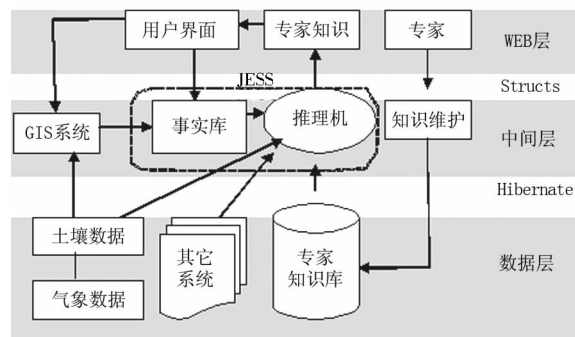 用户界面
专家知识
专家
WEB层
JESS
Structs
GIS系统
事实库
推理机
知识维护
中间层
Hibernate
土壤数据
其它
系统
专家
知识库
数据层
气象数据